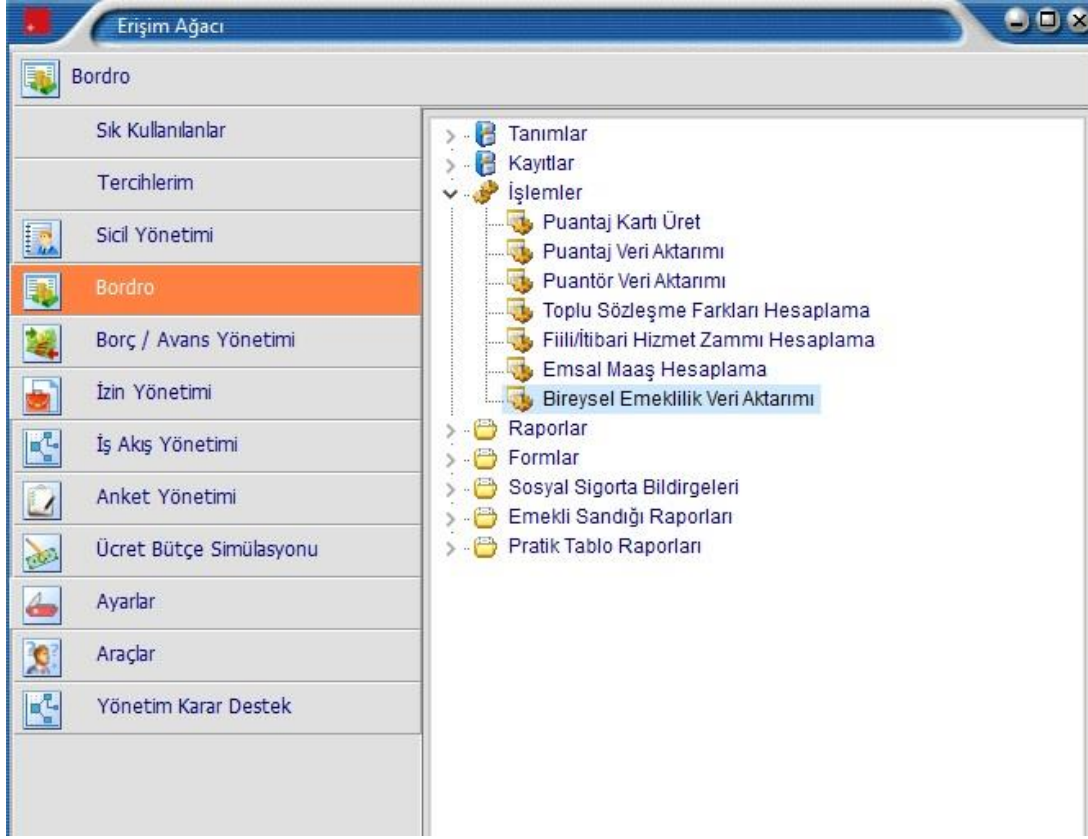 Erişim Ağacı
Bordro
Sık Kullanılanlar
Tercihlerim
Sicil Yönetimi
Bordro
Borç / Avans Yönetimi
İzin Yönetimi
İş Akış Yönetimi
Anket Yönetimi
Ücret Bütçe Simülasyonu
Ayarlar
Araçlar
Yönetim Karar Destek
Tanımlar
Kayıtlar
İşlemler
Puantaj Kartı Üret
Puantaj Veri Aktarımı
Puantör Veri Aktarımı
Toplu Sözleşme Farkları Hesaplama
Fiili/İtibari Hizmet Zammı Hesaplama
Emsal Maaş Hesaplama
Bireysel Emeklilik Veri Aktarımı
Raporlar
Formlar
Sosyal Sigorta Bildirgeleri
Emekli Sandığı Raporları
Pratik Tablo Raporları